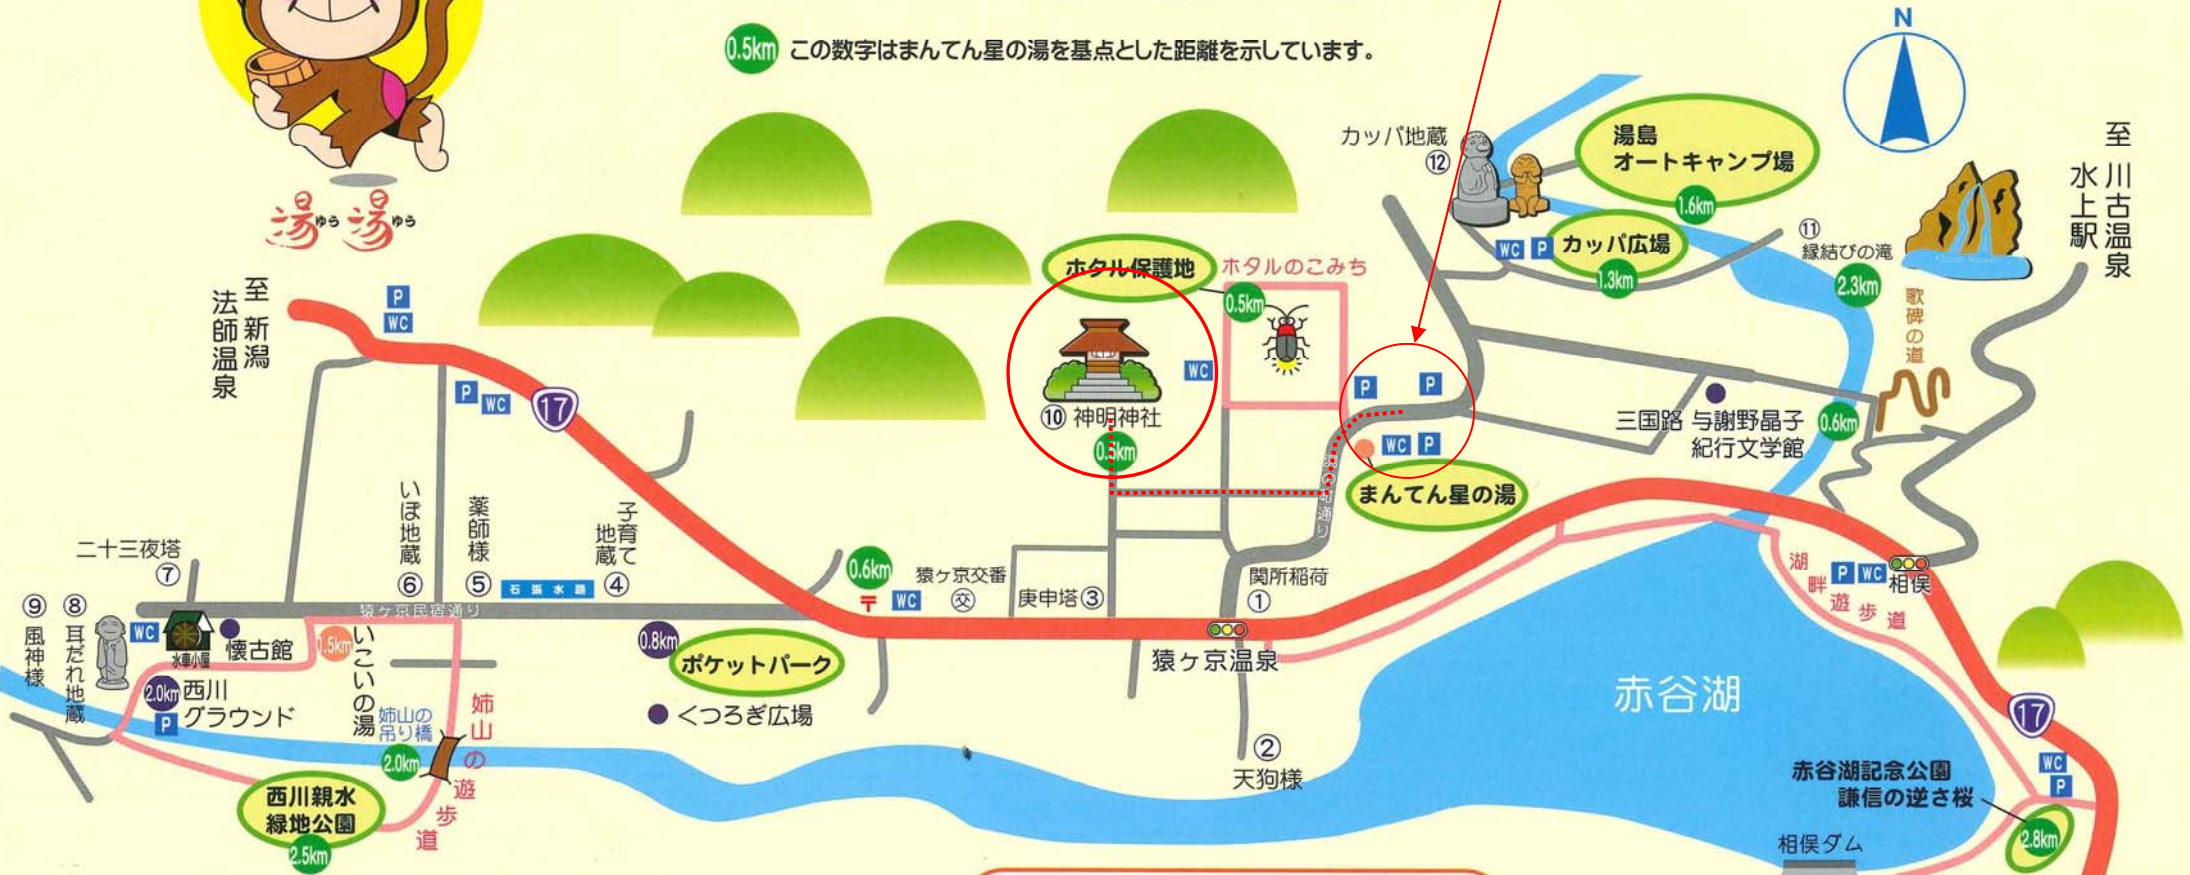 0.5km この数字はまんてん星の湯を基点とした距離を示しています。
N
湯ゆう湯ゆう
至 新潟
法師温泉
P
WC
P WC
17
ホタル保護地
ホタルのこみち
0.5km
⑩ 神明神社
0.5km
WC
P
P
WC P
まんてん星の湯
カッパ地蔵
⑫
湯島
オートキャンプ場
1.6km
WC P カッパ広場
1.3km
⑪
縁結びの滝
2.3km
至 川古温泉
水上駅
歌碑の道
三国路 与謝野晶子
紀行文学館
0.6km
二十三夜塔
⑦
いぼ地蔵
⑥
薬師様
⑤
石張水路
子育て
地蔵
④
猿ヶ京民宿通り
0.6km
〒
WC
猿ヶ京交番
交
庚申塔③
関所稲荷
①
猿ヶ京温泉
②
天狗様
⑨
風神様
⑧
耳だれ地蔵
WC
水車小屋
懐古館
1.5km
いこいの湯
2.0km
西川
グラウンド
P
姉山の
吊り橋
2.0km
姉山の遊歩道
西川親水
緑地公園
2.5km
0.8km
ポケットパーク
くつろぎ広場
湖畔遊歩道
P WC
相俣
赤谷湖
17
WC
P
赤谷湖記念公園
謙信の逆さ桜
2.8km
相俣ダム